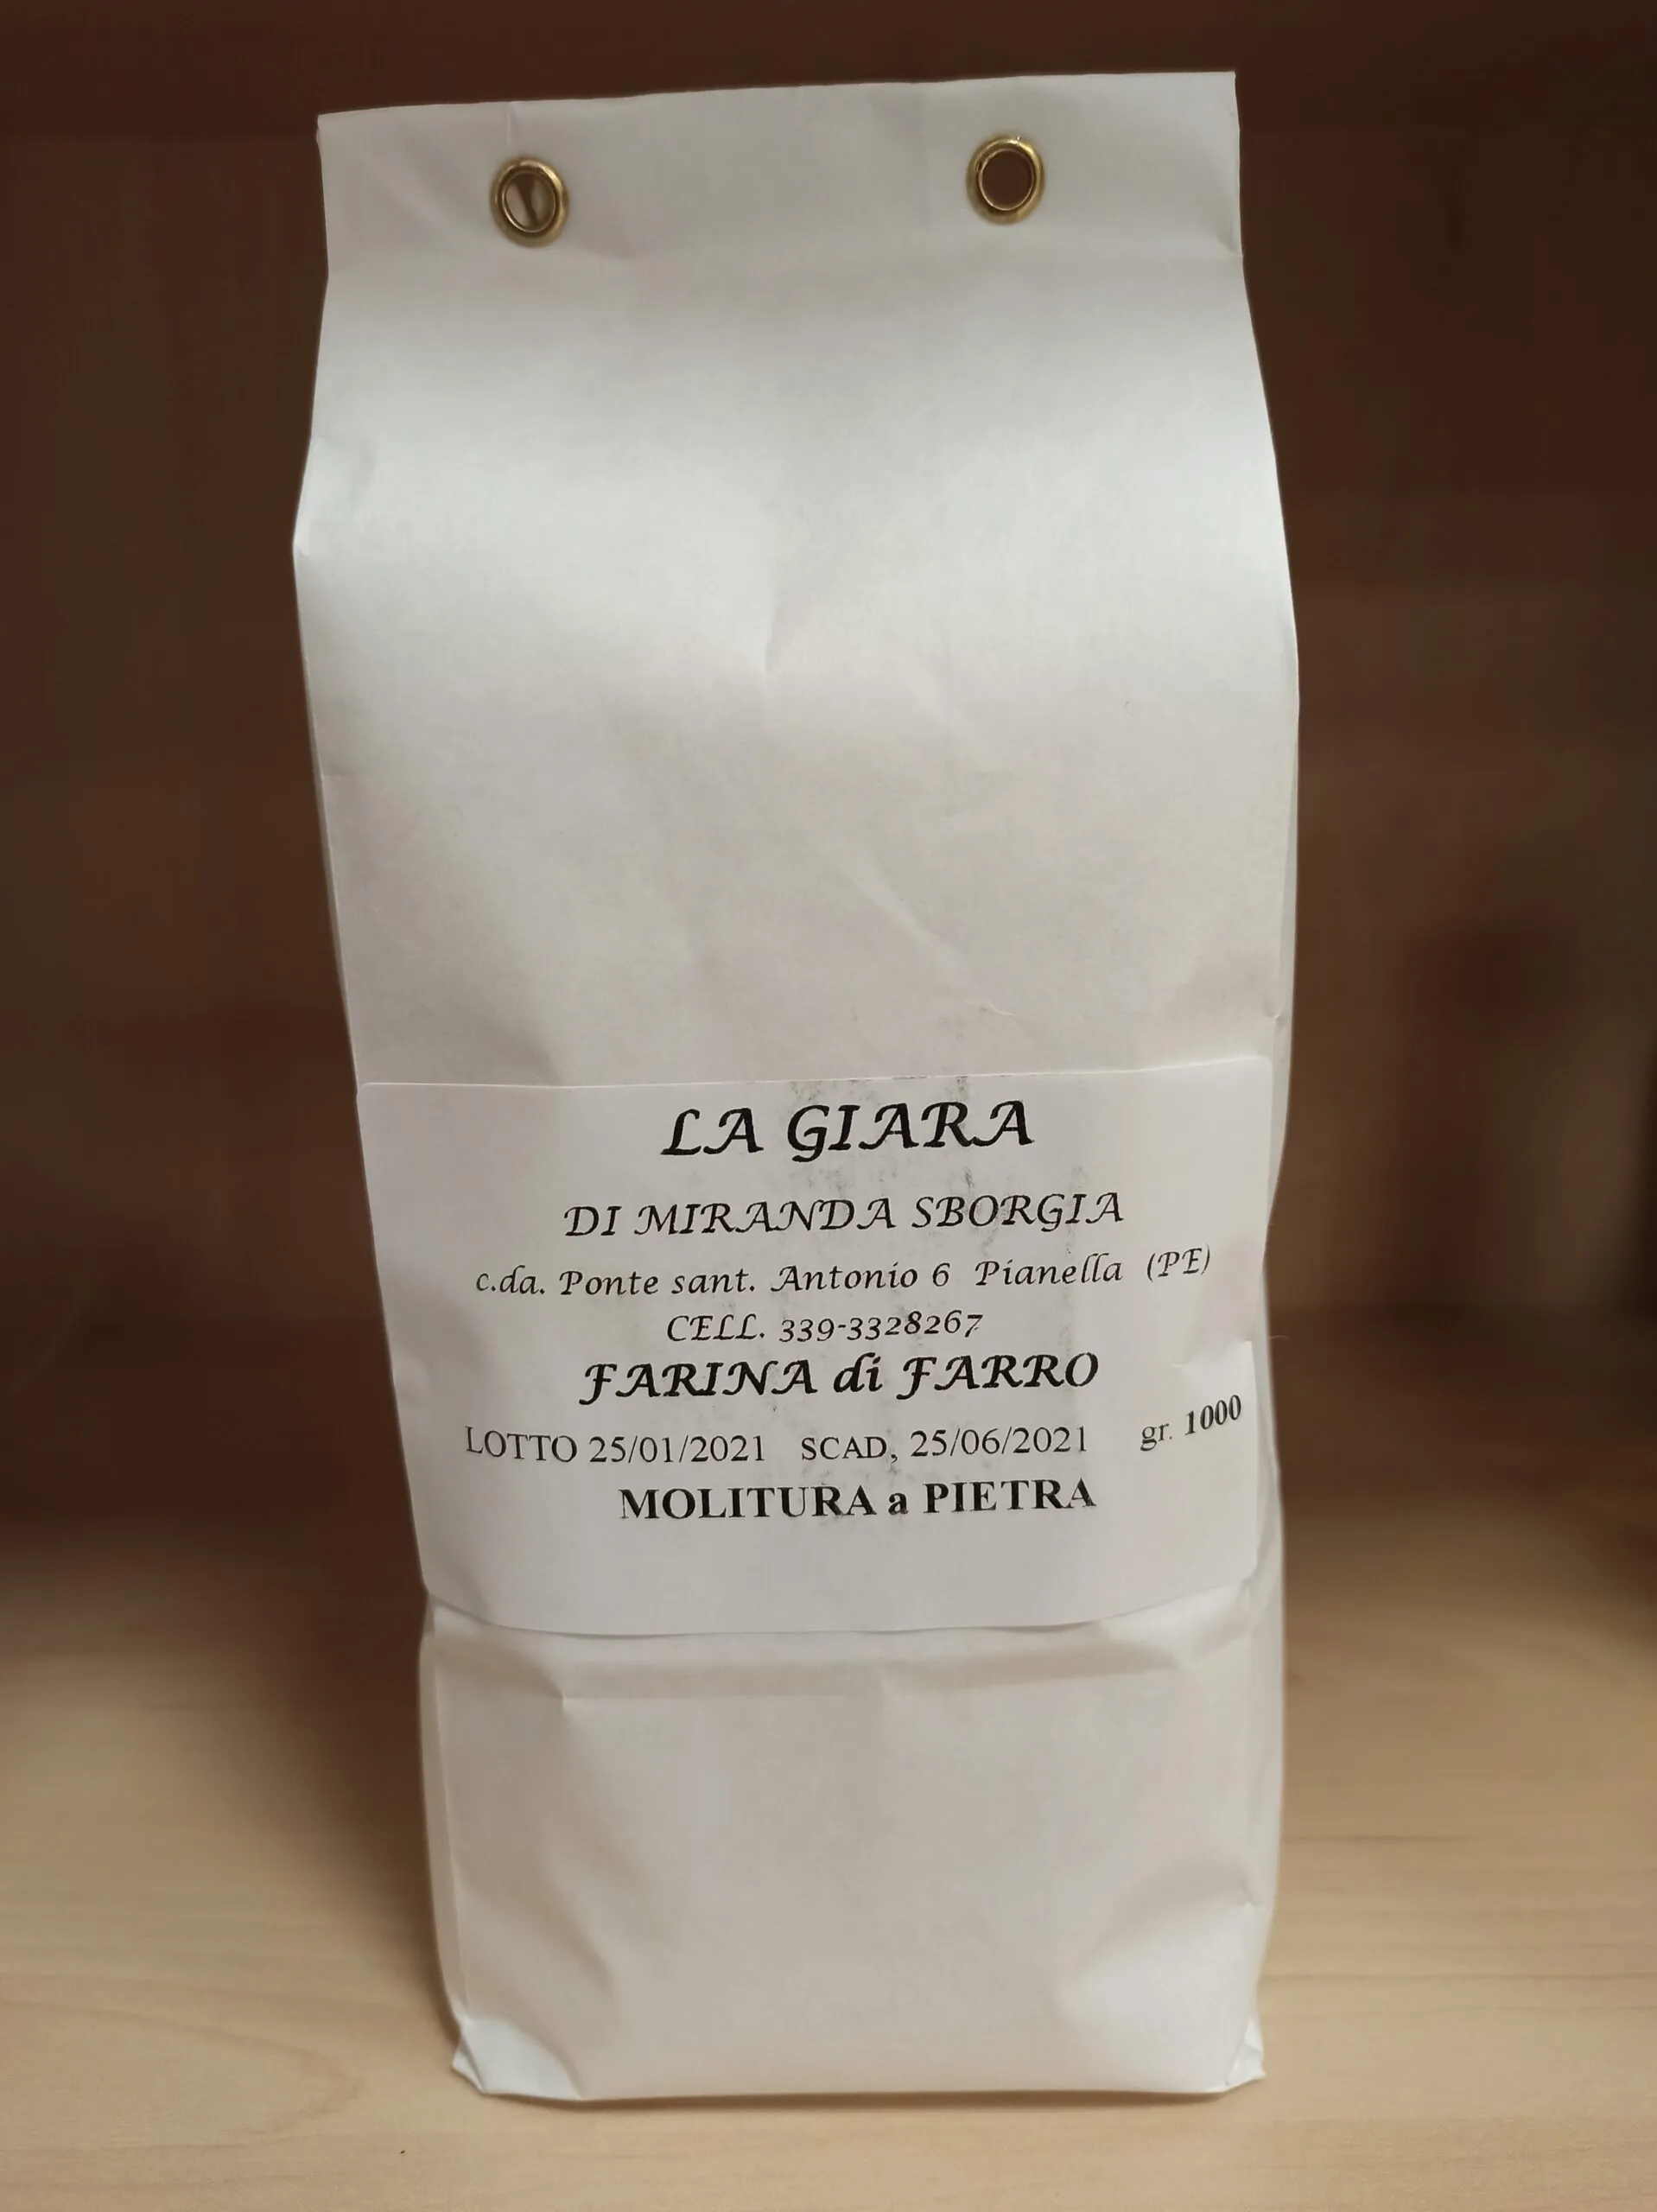 LA GIARA
DI MIRANDA SBORGIA
c.da. Ponte sant. Antonio 6 Pianella (PE)
CELL. 339-3328267
FARINA di FARRO
LOTTO 25/01/2021 SCAD, 25/06/2021 gr. 1000
MOLITURA a PIETRA